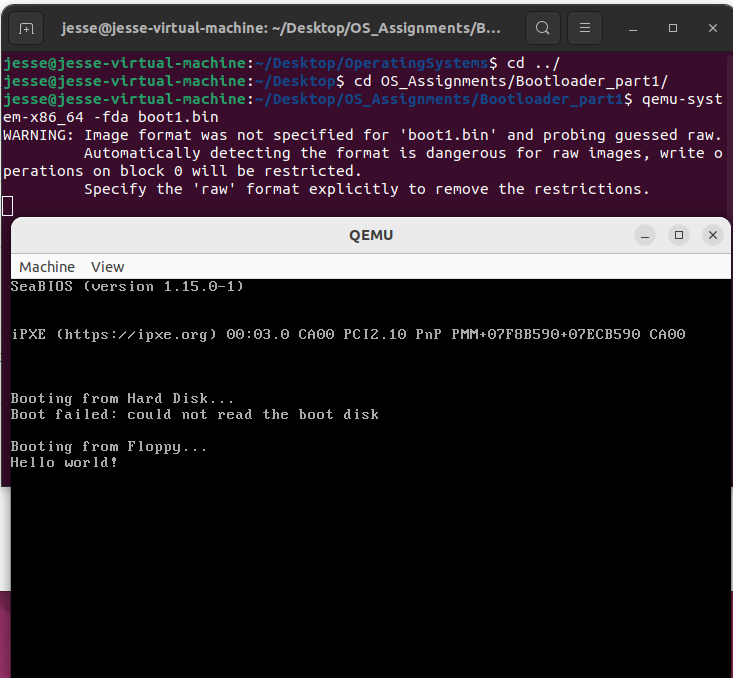 jesse@jesse-virtual-machine: ~/Desktop/OS_Assignments/B...
jesse@jesse-virtual-machine:~/Desktop/OperatingSystems$ cd ../
jesse@jesse-virtual-machine:~/Desktop$ cd OS_Assignments/Bootloader_part1/
jesse@jesse-virtual-machine:~/Desktop/OS_Assignments/Bootloader_part1$ qemu-syst
em-x86_64 -fda boot1.bin
WARNING: Image format was not specified for 'boot1.bin' and probing guessed raw.
         Automatically detecting the format is dangerous for raw images, write o
perations on block 0 will be restricted.
         Specify the 'raw' format explicitly to remove the restrictions.
QEMU
Machine View
SeaBIOS (version 1.15.0-1)
iPXE (https://ipxe.org) 00:03.0 CA00 PCI2.10 PnP PMM+07F8B590+07ECB590 CA00
Booting from Hard Disk...
Boot failed: could not read the boot disk
Booting from Floppy...
Hello world!